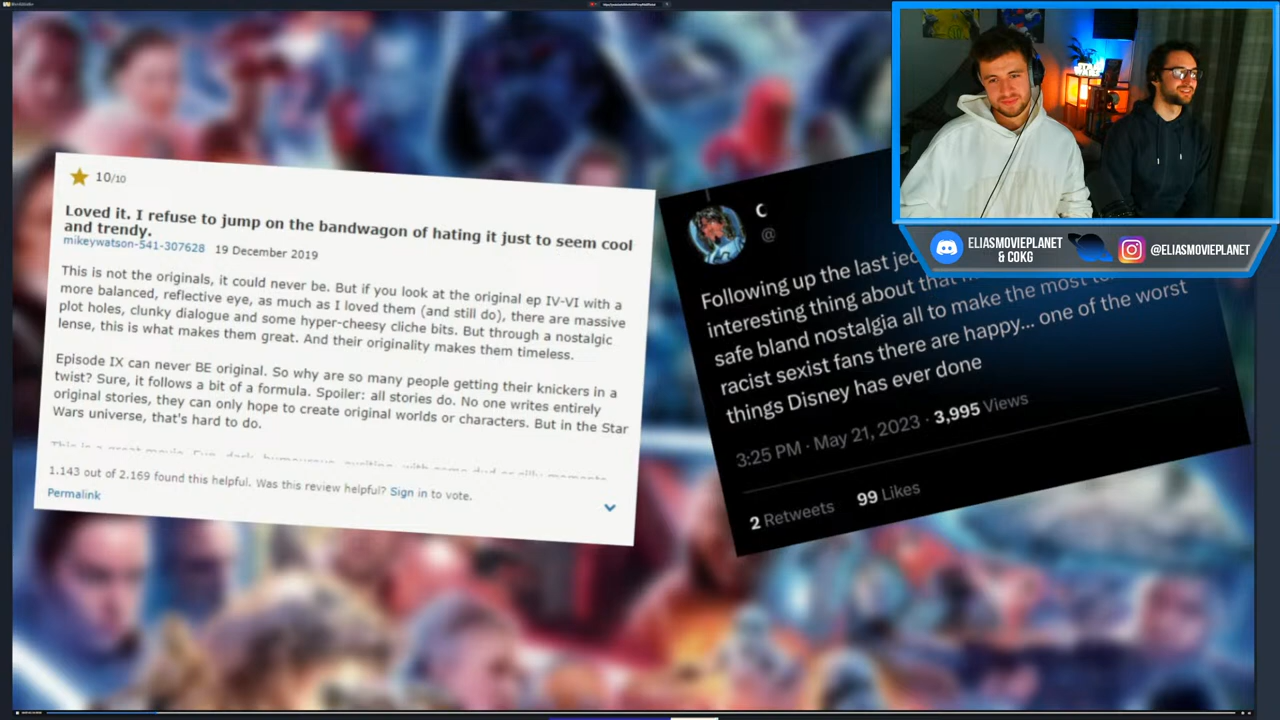 10/10
Loved it. I refuse to jump on the bandwagon of hating it just to seem cool
and trendy.
mikeywatson-541-307628 19 December 2019
This is not the originals, it could never be. But if you look at the original ep IV-VI with a
more balanced, reflective eye, as much as I loved them (and still do), there are massive
plot holes, clunky dialogue and some hyper-cheesy cliche bits. But through a nostalgic
lense, this is what makes them great. And their originality makes them timeless.
Episode IX can never BE original. So why are so many people getting their knickers in a
twist? Sure, it follows a bit of a formula. Spoiler: all stories do. No one writes entirely
original stories, they can only hope to create original worlds or characters. But in the Star
Wars universe, that's hard to do.
1.143 out of 2.169 found this helpful. Was this review helpful? Sign in to vote.
Permalink
C
@
Following up the last
interesting thing about that
safe bland nostalgia all to make the most
racist sexist fans there are happy... one of the worst
things Disney has ever done
3:25 PM · May 21, 2023 · 3,995 Views
2 Retweets 99 Likes
STAR
WARS
ELIASMOVIEPLANET
& COKG
@ELIASMOVIEPLANET